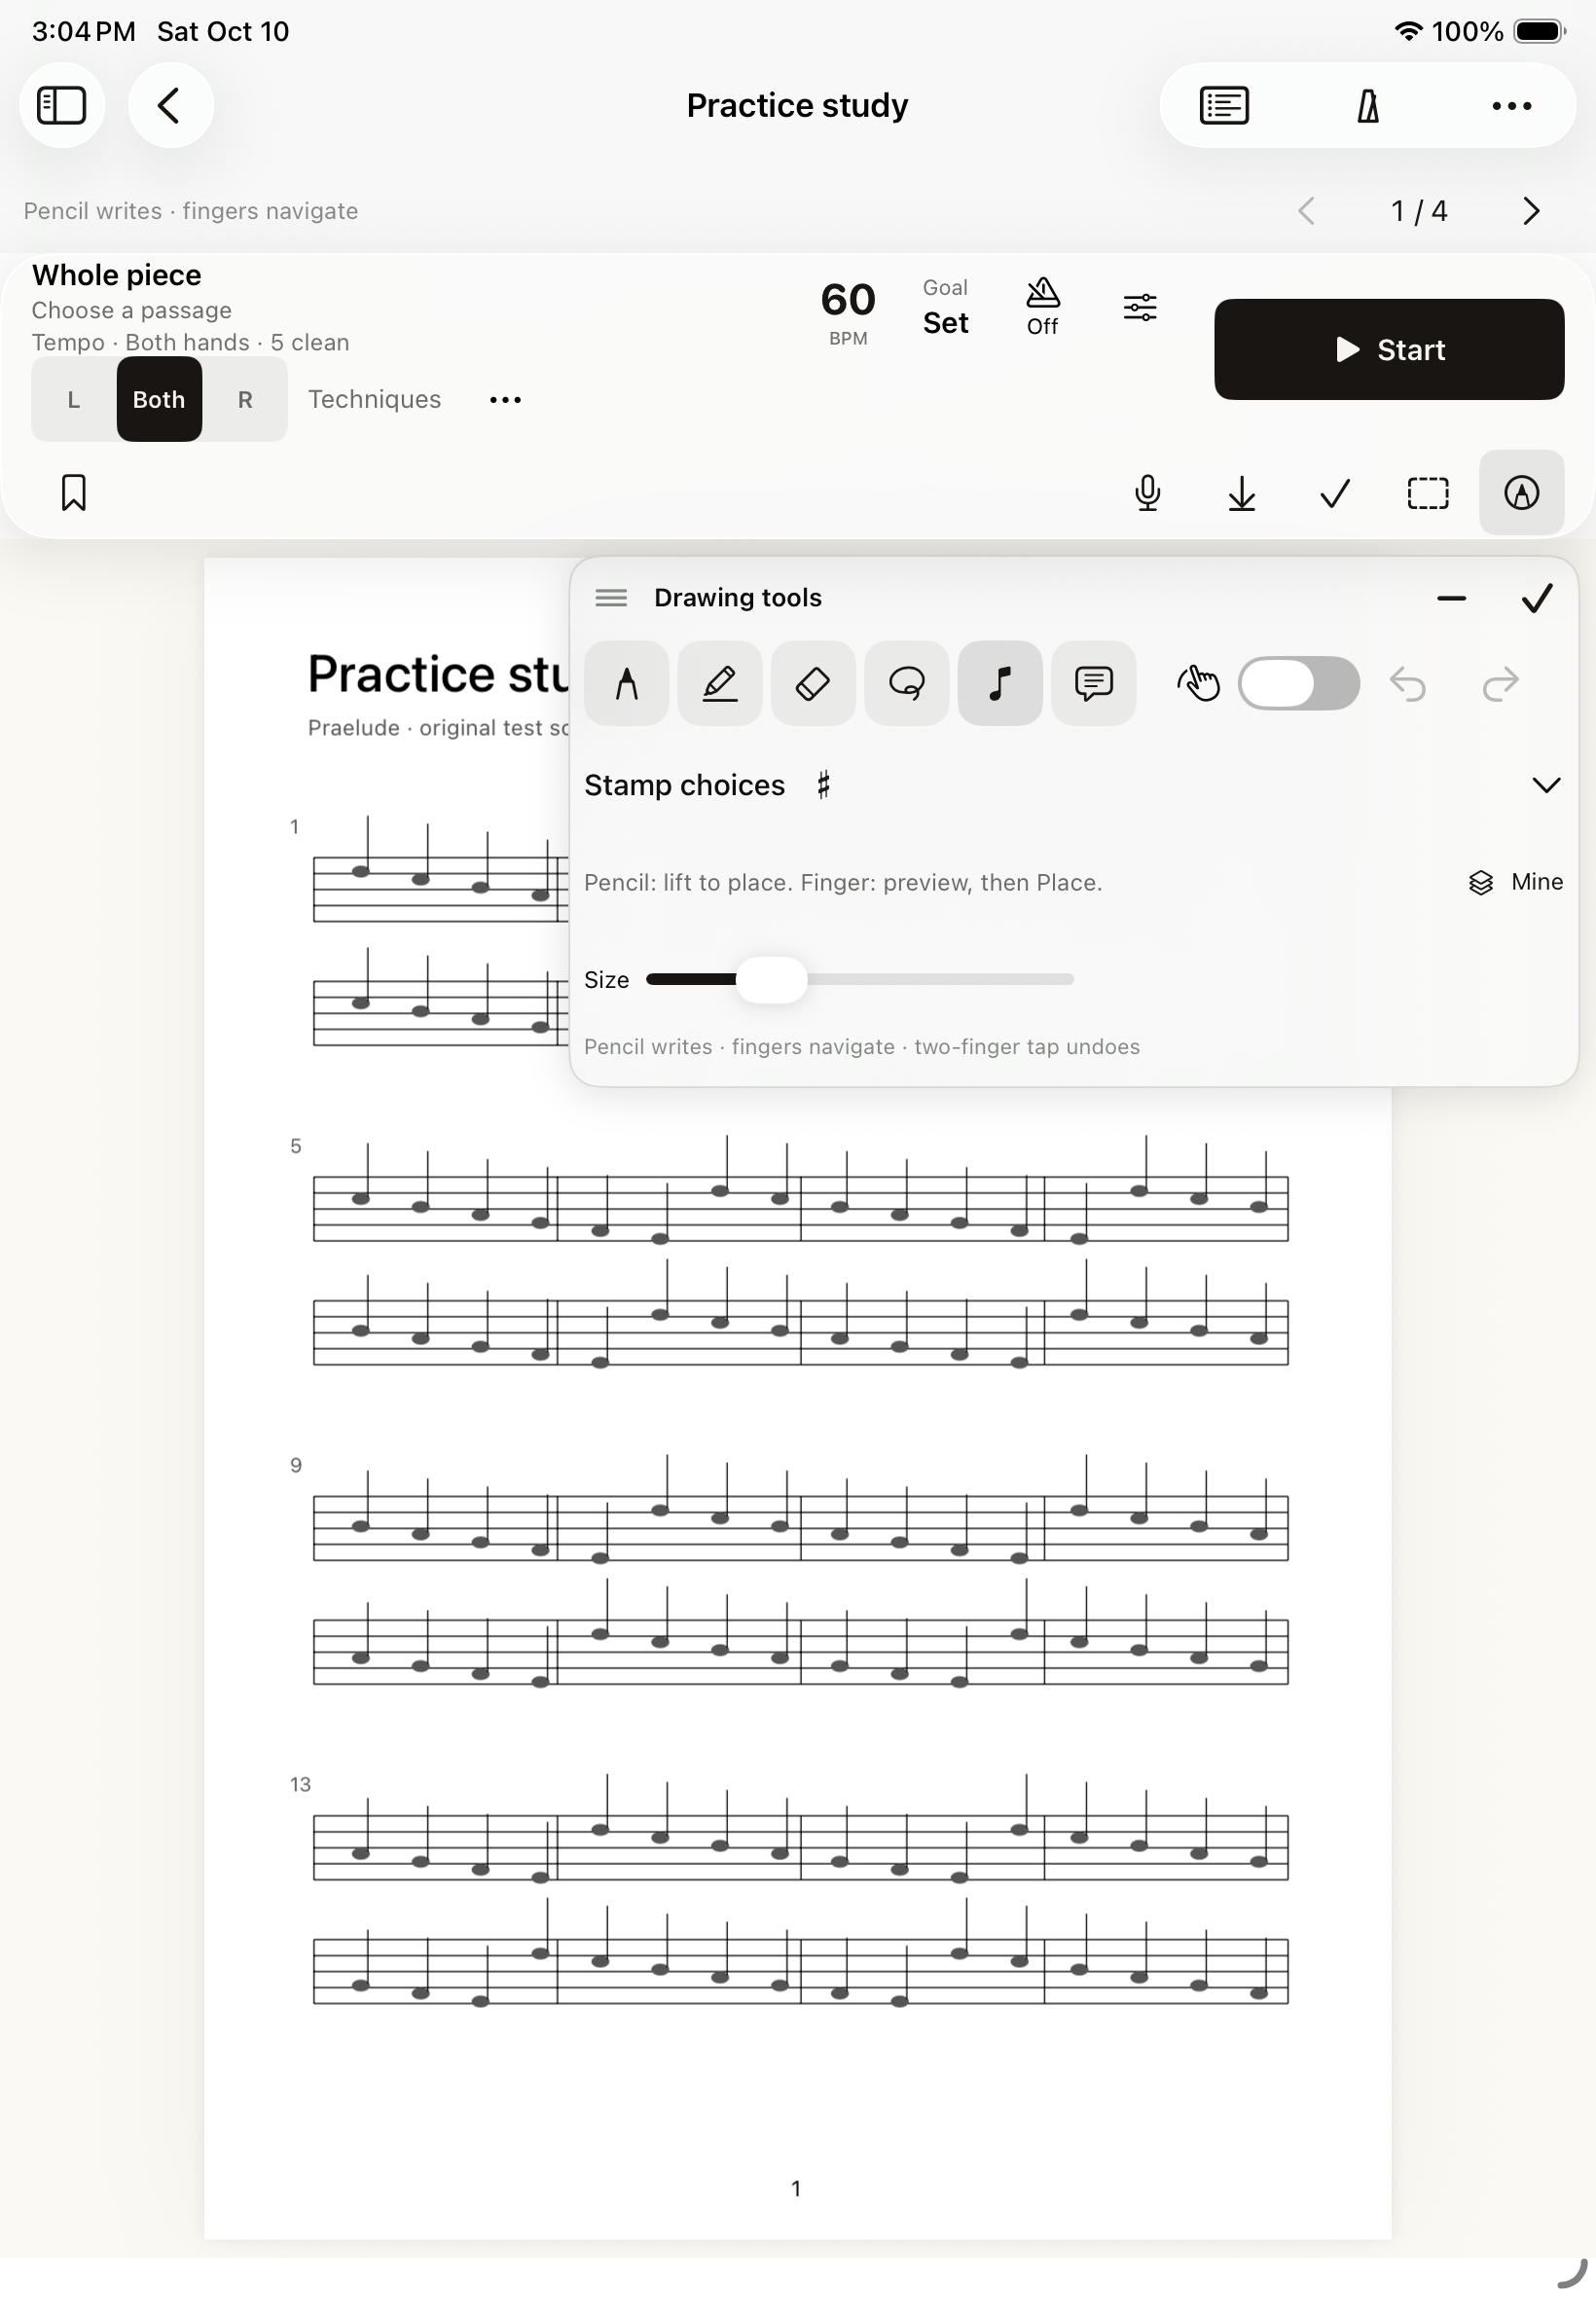 3:04 PM Sat Oct 10 100%
Practice study
Pencil writes · fingers navigate
1 / 4
Whole piece
Choose a passage
Tempo · Both hands · 5 clean
60
BPM
Goal
Set
Off
Start
L Both R Techniques
Drawing tools
Practice stu
Praelude · original test sc
Stamp choices ♯
Pencil: lift to place. Finger: preview, then Place.
Mine
Size
Pencil writes · fingers navigate · two-finger tap undoes
1
5
9
13
1